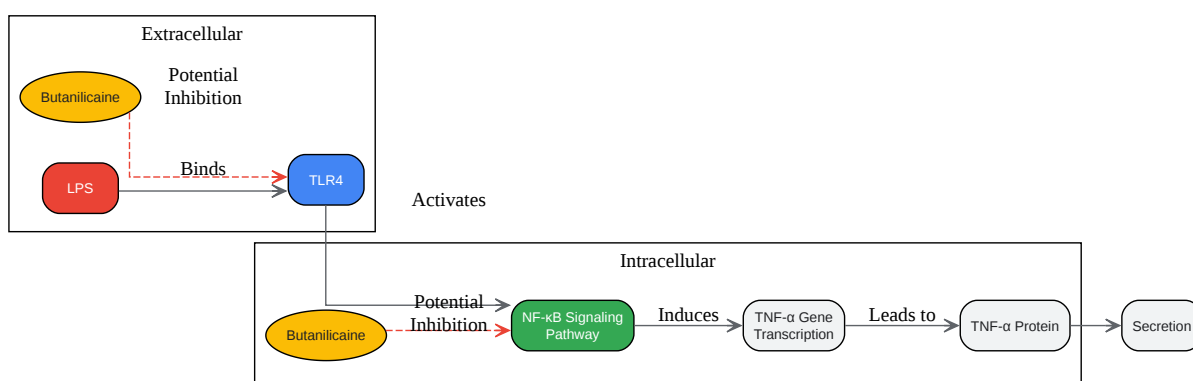 Extracellular
Potential
Inhibition
Butanilicaine
Binds
LPS
TLR4
Activates
Intracellular
Butanilicaine
Potential
Inhibition
NF-κB Signaling
Pathway
Induces
TNF-α Gene
Transcription
Leads to
TNF-α Protein
Secretion